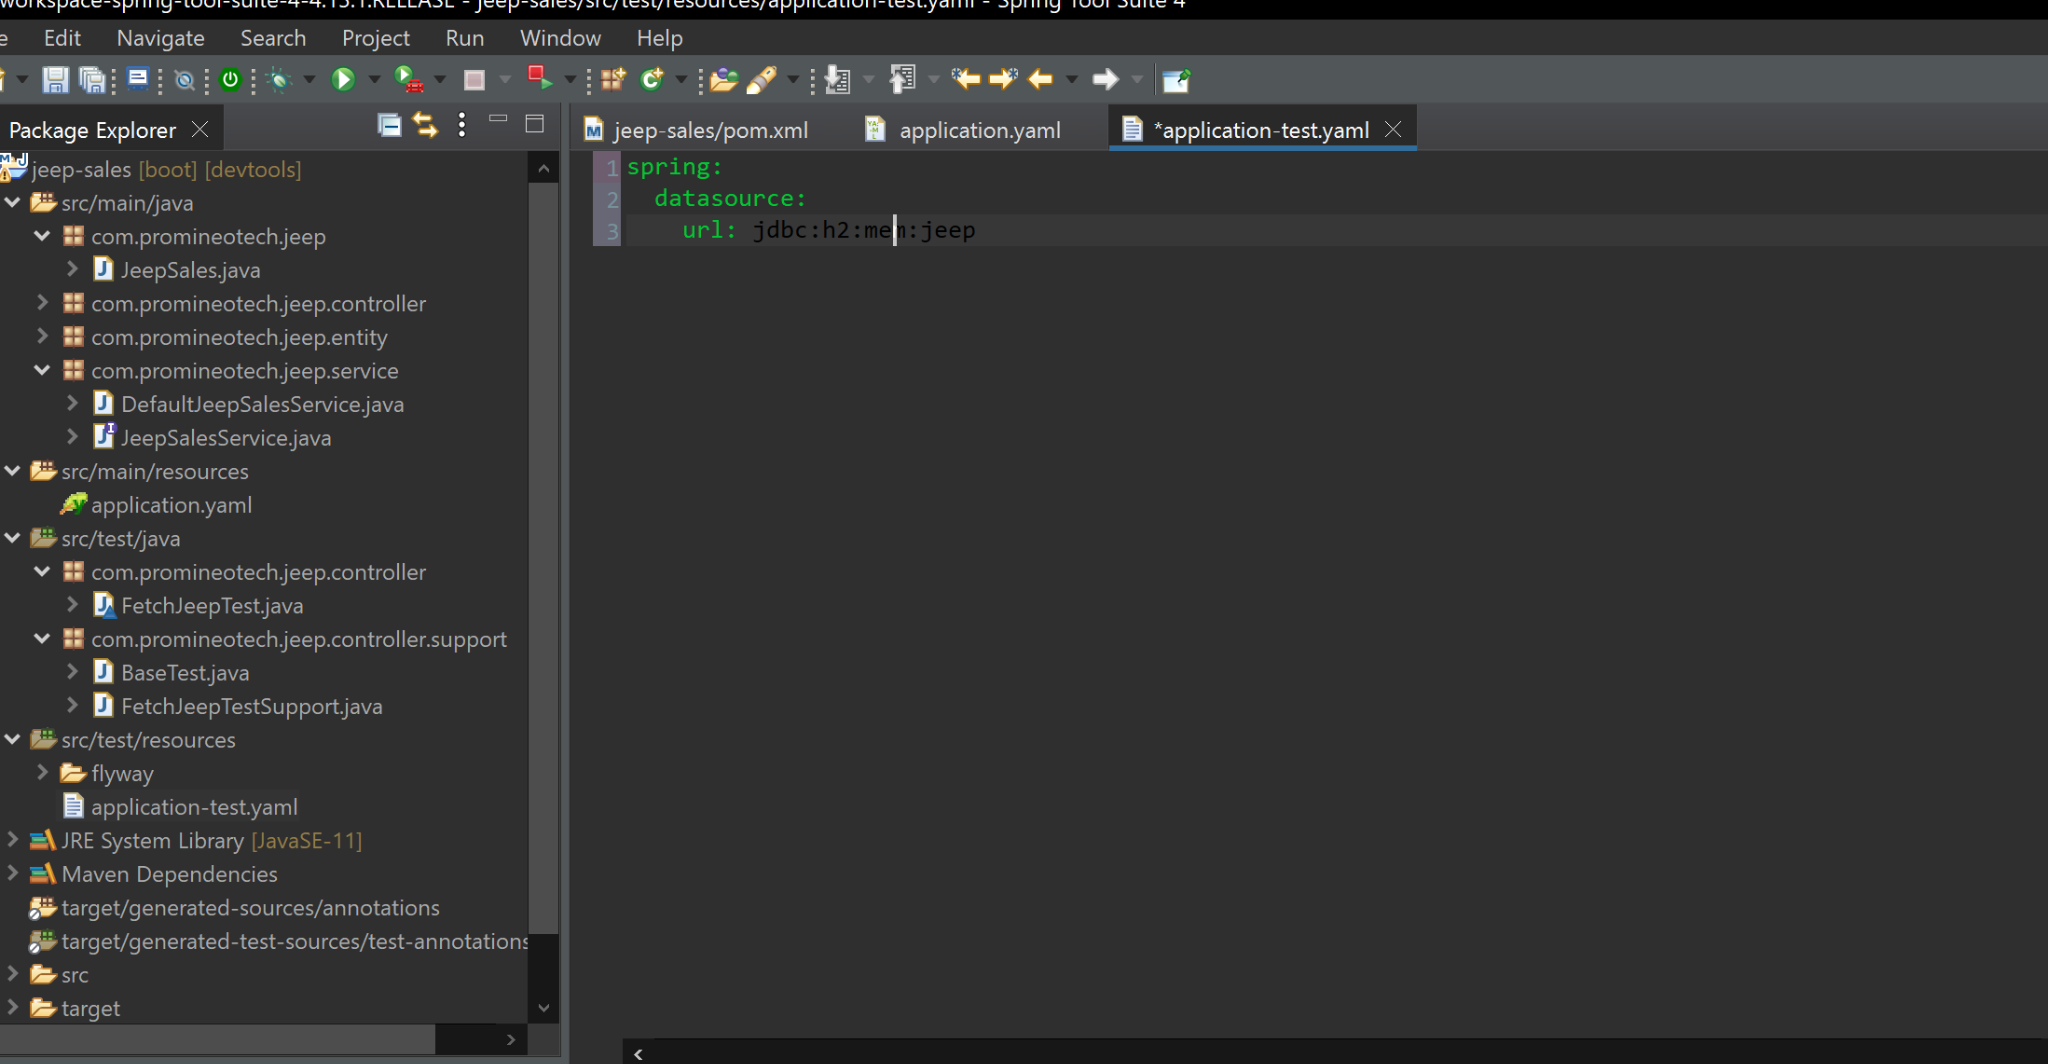 workspace-spring-tool-suite-4-4.15.1.RELEASE - jeep-sales/src/test/resources/application-test.yaml - Spring Tool Suite 4
Edit Navigate Search Project Run Window Help
Package Explorer
jeep-sales/pom.xml application.yaml *application-test.yaml
jeep-sales [boot] [devtools]
src/main/java
com.promineotech.jeep
JeepSales.java
com.promineotech.jeep.controller
com.promineotech.jeep.entity
com.promineotech.jeep.service
DefaultJeepSalesService.java
JeepSalesService.java
src/main/resources
application.yaml
src/test/java
com.promineotech.jeep.controller
FetchJeepTest.java
com.promineotech.jeep.controller.support
BaseTest.java
FetchJeepTestSupport.java
src/test/resources
flyway
application-test.yaml
JRE System Library [JavaSE-11]
Maven Dependencies
target/generated-sources/annotations
target/generated-test-sources/test-annotations
src
target
1 spring:
2 datasource:
3 url: jdbc:h2:mem:jeep